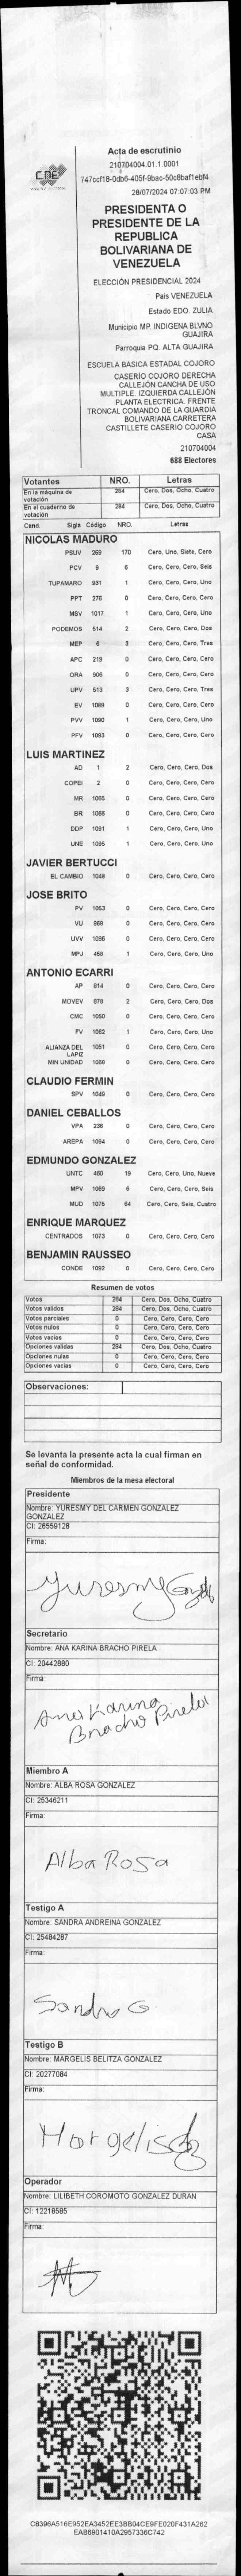 CNE
Acta de escrutinio
210704004.01.1.0001
747ccf18-0db6-405f-9bac-50c8baf1ebf4
28/07/2024 07:07:03 PM
PRESIDENTA O
PRESIDENTE DE LA
REPUBLICA
BOLIVARIANA DE
VENEZUELA
ELECCIÓN PRESIDENCIAL 2024
Pais VENEZUELA
Estado EDO. ZULIA
Municipio MP. INDIGENA BLVNO
GUAJIRA
Parroquia PQ. ALTA GUAJIRA
ESCUELA BASICA ESTADAL COJORO
CASERIO COJORO DERECHA
CALLEJÓN CANCHA DE USO
MULTIPLE. IZQUIERDA CALLEJÓN
PLANTA ELECTRICA. FRENTE
TRONCAL COMANDO DE LA GUARDIA
BOLIVARIANA CARRETERA
CASTILLETE CASERIO COJORO
CASA
210704004
688 Electores
Votantes NRO. Letras
En la máquina de votación 284 Cero, Dos, Ocho, Cuatro
En el cuaderno de votación 284 Cero, Dos, Ocho, Cuatro
Cand. Sigla Código NRO. Letras
NICOLAS MADURO
PSUV 269 170 Cero, Uno, Siete, Cero
PCV 9 6 Cero, Cero, Cero, Seis
TUPAMARO 931 1 Cero, Cero, Cero, Uno
PPT 276 0 Cero, Cero, Cero, Cero
MSV 1017 1 Cero, Cero, Cero, Uno
PODEMOS 514 2 Cero, Cero, Cero, Dos
MEP 6 3 Cero, Cero, Cero, Tres
APC 219 0 Cero, Cero, Cero, Cero
ORA 906 0 Cero, Cero, Cero, Cero
UPV 513 3 Cero, Cero, Cero, Tres
EV 1089 0 Cero, Cero, Cero, Cero
PVV 1090 1 Cero, Cero, Cero, Uno
PFV 1093 0 Cero, Cero, Cero, Cero
LUIS MARTINEZ
AD 1 2 Cero, Cero, Cero, Dos
COPEI 2 0 Cero, Cero, Cero, Cero
MR 1065 0 Cero, Cero, Cero, Cero
BR 1066 0 Cero, Cero, Cero, Cero
DDP 1091 1 Cero, Cero, Cero, Uno
UNE 1095 1 Cero, Cero, Cero, Uno
JAVIER BERTUCCI
EL CAMBIO 1048 0 Cero, Cero, Cero, Cero
JOSE BRITO
PV 1053 0 Cero, Cero, Cero, Cero
VU 868 0 Cero, Cero, Cero, Cero
UVV 1096 0 Cero, Cero, Cero, Cero
MPJ 458 1 Cero, Cero, Cero, Uno
ANTONIO ECARRI
AP 814 0 Cero, Cero, Cero, Cero
MOVEV 878 2 Cero, Cero, Cero, Dos
CMC 1050 0 Cero, Cero, Cero, Cero
FV 1062 1 Cero, Cero, Cero, Uno
ALIANZA DEL LAPIZ 1051 0 Cero, Cero, Cero, Cero
MIN UNIDAD 1088 0 Cero, Cero, Cero, Cero
CLAUDIO FERMIN
SPV 1049 0 Cero, Cero, Cero, Cero
DANIEL CEBALLOS
VPA 236 0 Cero, Cero, Cero, Cero
AREPA 1094 0 Cero, Cero, Cero, Cero
EDMUNDO GONZALEZ
UNTC 460 19 Cero, Cero, Uno, Nueve
MPV 1069 6 Cero, Cero, Cero, Seis
MUD 1076 64 Cero, Cero, Seis, Cuatro
ENRIQUE MARQUEZ
CENTRADOS 1073 0 Cero, Cero, Cero, Cero
BENJAMIN RAUSSEO
CONDE 1092 0 Cero, Cero, Cero, Cero
Resumen de votos
Votos 284 Cero, Dos, Ocho, Cuatro
Votos validos 284 Cero, Dos, Ocho, Cuatro
Votos parciales 0 Cero, Cero, Cero, Cero
Votos nulos 0 Cero, Cero, Cero, Cero
Votos vacios 0 Cero, Cero, Cero, Cero
Opciones validas 284 Cero, Dos, Ocho, Cuatro
Opciones nulas 0 Cero, Cero, Cero, Cero
Opciones vacias 0 Cero, Cero, Cero, Cero
Observaciones:
Se levanta la presente acta la cual firman en
señal de conformidad.
Miembros de la mesa electoral
Presidente
Nombre: YURESMY DEL CARMEN GONZALEZ
GONZALEZ
CI: 26559128
Firma:
Yuresmy Gonzalez
Secretario
Nombre: ANA KARINA BRACHO PIRELA
CI: 20442880
Firma:
Ana Karina
Bracho Pirela
Miembro A
Nombre: ALBA ROSA GONZALEZ
CI: 25346211
Firma:
Alba Rosa
Testigo A
Nombre: SANDRA ANDREINA GONZALEZ
CI: 25484287
Firma:
Sandra G
Testigo B
Nombre: MARGELIS BELITZA GONZALEZ
CI: 20277084
Firma:
Margelis
Operador
Nombre: LILIBETH COROMOTO GONZALEZ DURAN
CI: 12218585
Firma:
C8396A516E952EA3452EE3BB04CE9FE020F431A262
EAB6901410A2957336C742